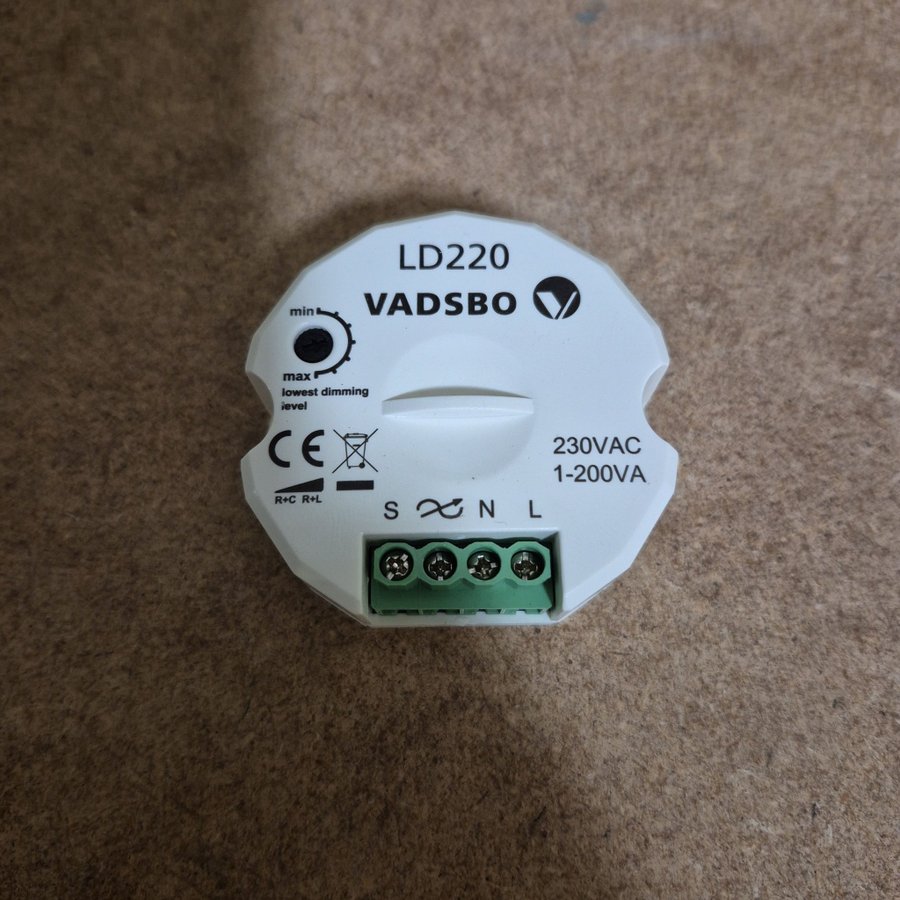 LD220
VADSBO
min
max
lowest dimming
level
CE
R+C R+L
230VAC
1-200VA
S N L